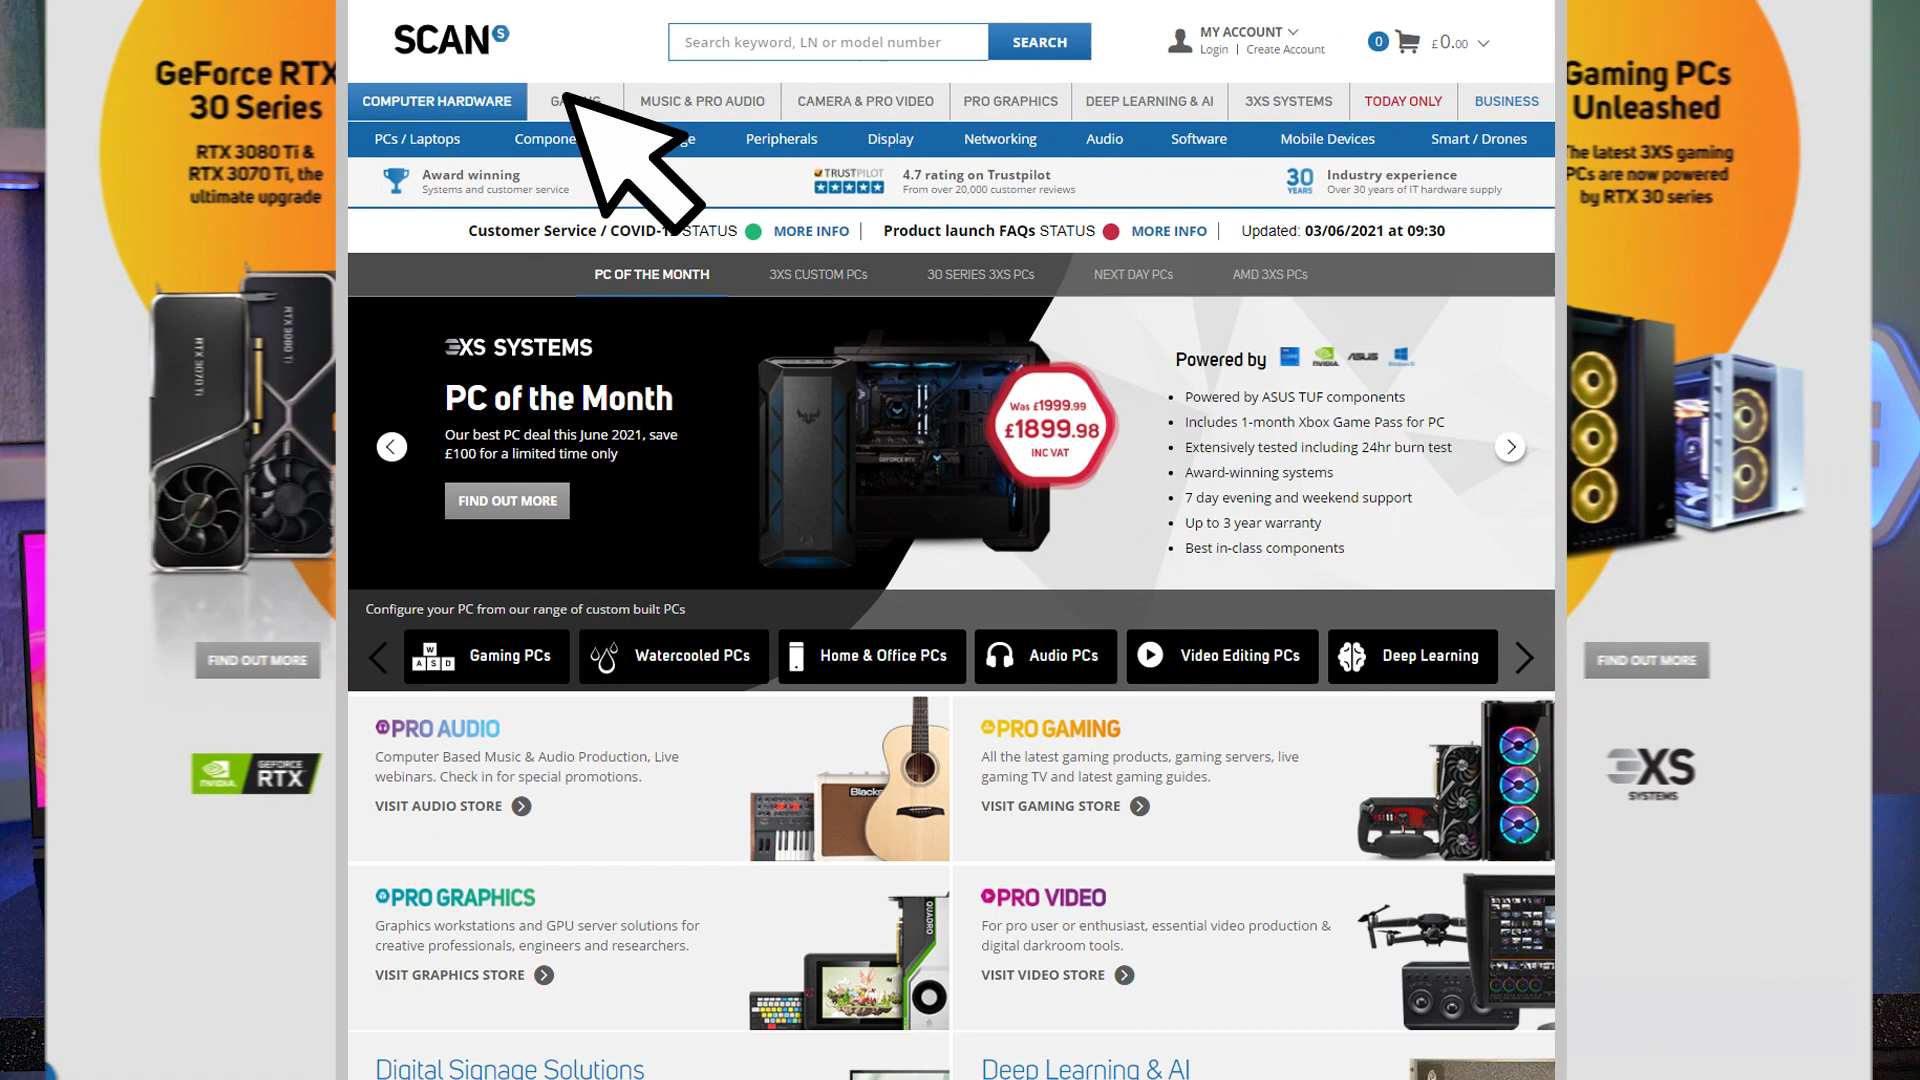 GeForce RTX
30 Series
RTX 3080 Ti &
RTX 3070 Ti, the
ultimate upgrade
RTX 3070 Ti
RTX 3080 Ti
FIND OUT MORE
NVIDIA
GEFORCE
RTX
SCAN S
Search keyword, LN or model number
SEARCH
MY ACCOUNT
Login | Create Account
0
£0.00
COMPUTER HARDWARE
MUSIC & PRO AUDIO
CAMERA & PRO VIDEO
PRO GRAPHICS
DEEP LEARNING & AI
3XS SYSTEMS
TODAY ONLY
BUSINESS
PCs / Laptops
Peripherals
Display
Networking
Audio
Software
Mobile Devices
Smart / Drones
Award winning
Systems and customer service
TRUSTPILOT
4.7 rating on Trustpilot
From over 20,000 customer reviews
30
YEARS
Industry experience
Over 30 years of IT hardware supply
Customer Service / COVID-1 STATUS MORE INFO | Product launch FAQs STATUS MORE INFO | Updated: 03/06/2021 at 09:30
PC OF THE MONTH
3XS CUSTOM PCs
30 SERIES 3XS PCs
NEXT DAY PCs
AMD 3XS PCs
3XS SYSTEMS
PC of the Month
Our best PC deal this June 2021, save
£100 for a limited time only
FIND OUT MORE
GEFORCE RTX
Was £1999.99
£1899.98
INC VAT
Powered by
CORE
NVIDIA
ASUS
• Powered by ASUS TUF components
• Includes 1-month Xbox Game Pass for PC
• Extensively tested including 24hr burn test
• Award-winning systems
• 7 day evening and weekend support
• Up to 3 year warranty
• Best in-class components
Configure your PC from our range of custom built PCs
W
A S D
Gaming PCs
Watercooled PCs
Home & Office PCs
Audio PCs
Video Editing PCs
Deep Learning
PRO AUDIO
Computer Based Music & Audio Production, Live
webinars. Check in for special promotions.
VISIT AUDIO STORE
PRO GAMING
All the latest gaming products, gaming servers, live
gaming TV and latest gaming guides.
VISIT GAMING STORE
PRO GRAPHICS
Graphics workstations and GPU server solutions for
creative professionals, engineers and researchers.
VISIT GRAPHICS STORE
QUADRO
PRO VIDEO
For pro user or enthusiast, essential video production &
digital darkroom tools.
VISIT VIDEO STORE
Digital Signage Solutions
Deep Learning & AI
Gaming PCs
Unleashed
The latest 3XS gaming
PCs are now powered
by RTX 30 series
FIND OUT MORE
3XS
SYSTEMS